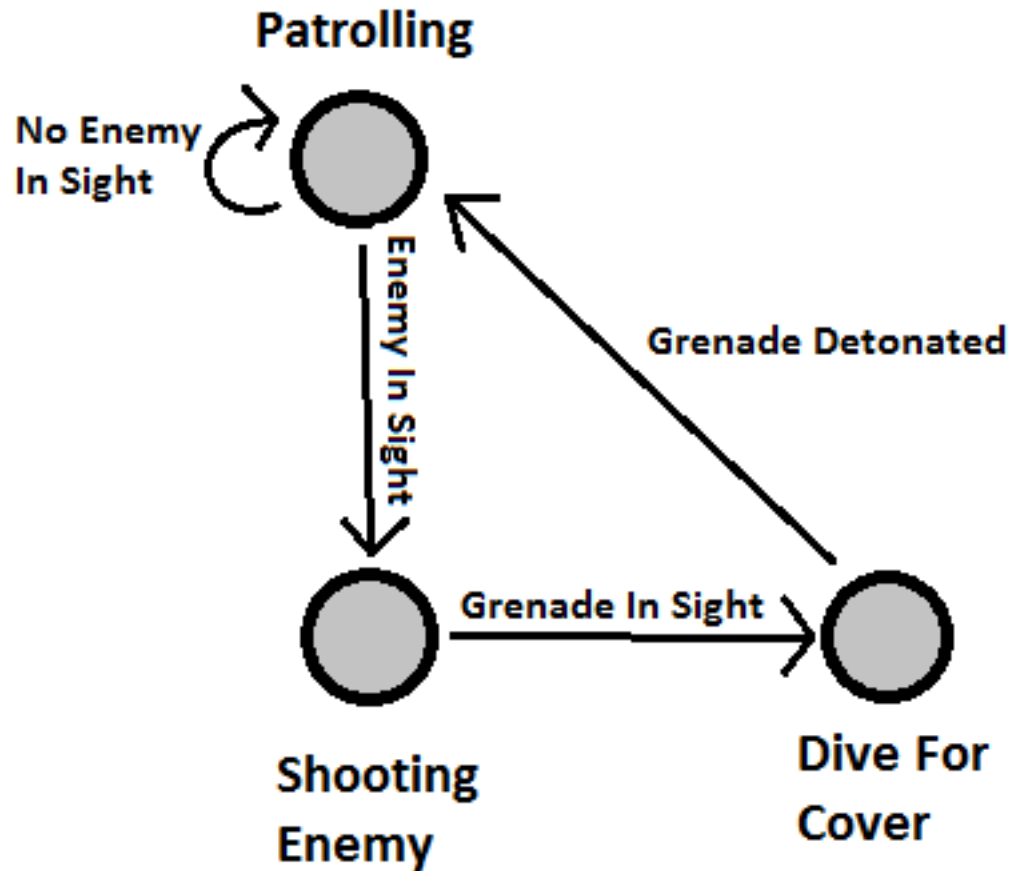 Patrolling
No Enemy
In Sight
Enemy In Sight
Grenade Detonated
Grenade In Sight
Shooting
Enemy
Dive For
Cover